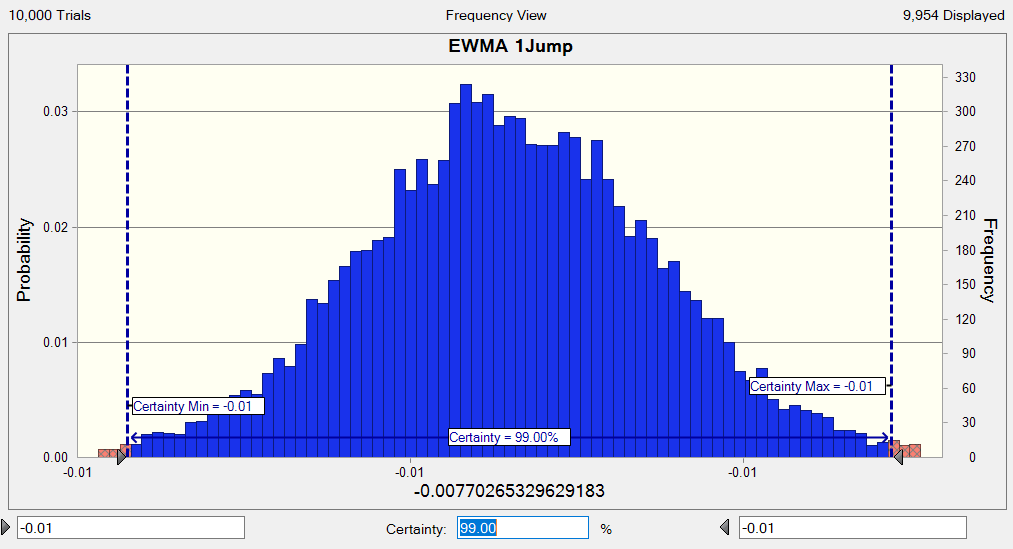 10,000 Trials
Frequency View
9,954 Displayed
EWMA 1Jump
0.03
0.02
0.01
0.00
Probability
330
300
270
240
210
180
150
120
90
60
30
0
Frequency
Certainty Min = -0.01
Certainty Max = -0.01
Certainty = 99.00%
-0.01
-0.01
-0.01
-0.00770265329629183
-0.01
Certainty:
99.00
%
-0.01